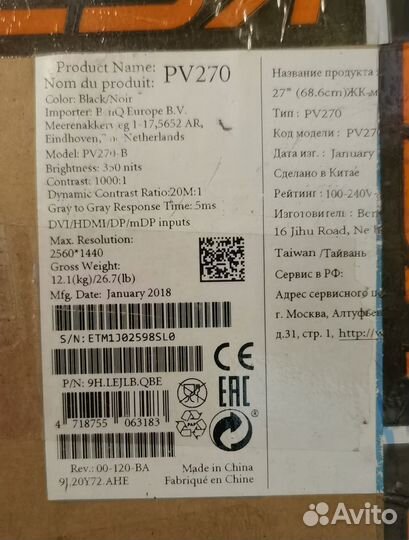 Product Name:
Nom du produit:
PV270
Color: Black/Noir
Importer: BenQ Europe B.V.
Meerenakkerweg 1-17,5652 AR,
Eindhoven, Netherlands
Model: PV270-B
Brightness: 350 nits
Contrast: 1000:1
Dynamic Contrast Ratio:20M:1
Gray to Gray Response Time: 5ms
DVI/HDMI/DP/mDP inputs
Max. Resolution:
2560*1440
Gross Weight:
12.1(kg)/26.7(lb)
Mfg. Date: January 2018
S/N: ETM1J02598SL0
P/N: 9H.LEJLB.QBE
4 718755 063183
Rev.: 00-120-BA
9J.20Y72.AHE
CE
EAC
PAP
Made in China
Fabriqué en Chine
Название продукта
27" (68.6cm)ЖК-м
Тип : PV270
Код модели : PV270
Дата изг. : January
Сделано в Китае
Рейтинг : 100-240V
Изготовитель : Ben
16 Jihu Road, Ne
Taiwan /Тайвань
Сервис в РФ:
Адрес сервисного
г. Москва, Алтуфье
д.31, стр. 1, http://w
Avito